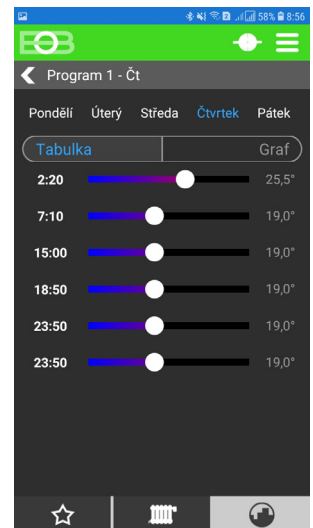 58% 8:56
EOB
Program 1 - Čt
Pondělí Úterý Středa Čtvrtek Pátek
Tabulka Graf
2:20 25,5°
7:10 19,0°
15:00 19,0°
18:50 19,0°
23:50 19,0°
23:50 19,0°